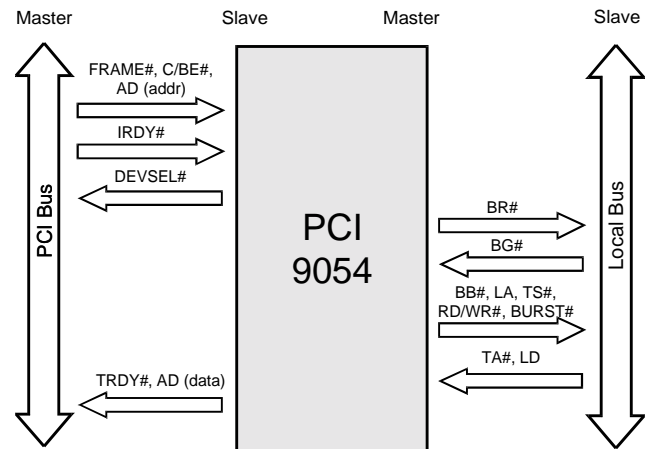 Master
Slave
Master
Slave
FRAME#, C/BE#,
AD (addr)
IRDY#
DEVSEL#
TRDY#, AD (data)
PCI Bus
PCI
9054
BR#
BG#
BB#, LA, TS#,
RD/WR#, BURST#
TA#, LD
Local Bus